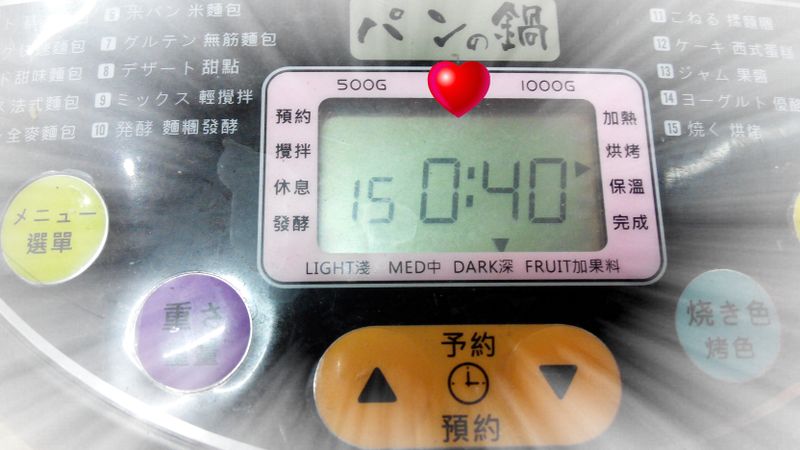 6 米パン 米麵包
7 グルテン 無筋麵包
8 デザート 甜點
9 ミックス 輕攪拌
10 発酵 麵糰發酵
甜味麵包
法式麵包
全麥麵包
パンの鍋
11 こねる 揉麵糰
12 ケーキ 西式蛋糕
13 ジャム 果醬
14 ヨーグルト 優酪
15 焼く 烘烤
500G 1000G
預約
攪拌
休息
發酵
15 0:40
加熱
烘烤
保溫
完成
LIGHT淺 MED中 DARK深 FRUIT加果料
メニュー
選單
重さ
重量
予約
預約
焼き色
烤色